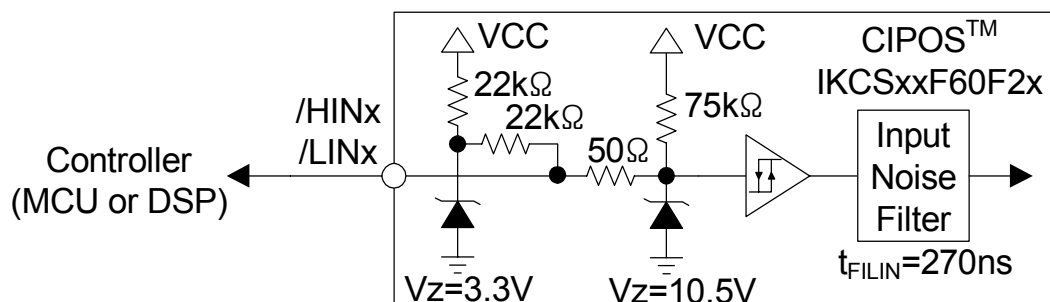 VCC
VCC
CIPOS™
IKCSxxF60F2x
22kΩ
75kΩ
/HINx
22kΩ
/LINx
50Ω
Controller
(MCU or DSP)
Input
Noise
Filter
Vz=3.3V
Vz=10.5V
tFILIN=270ns